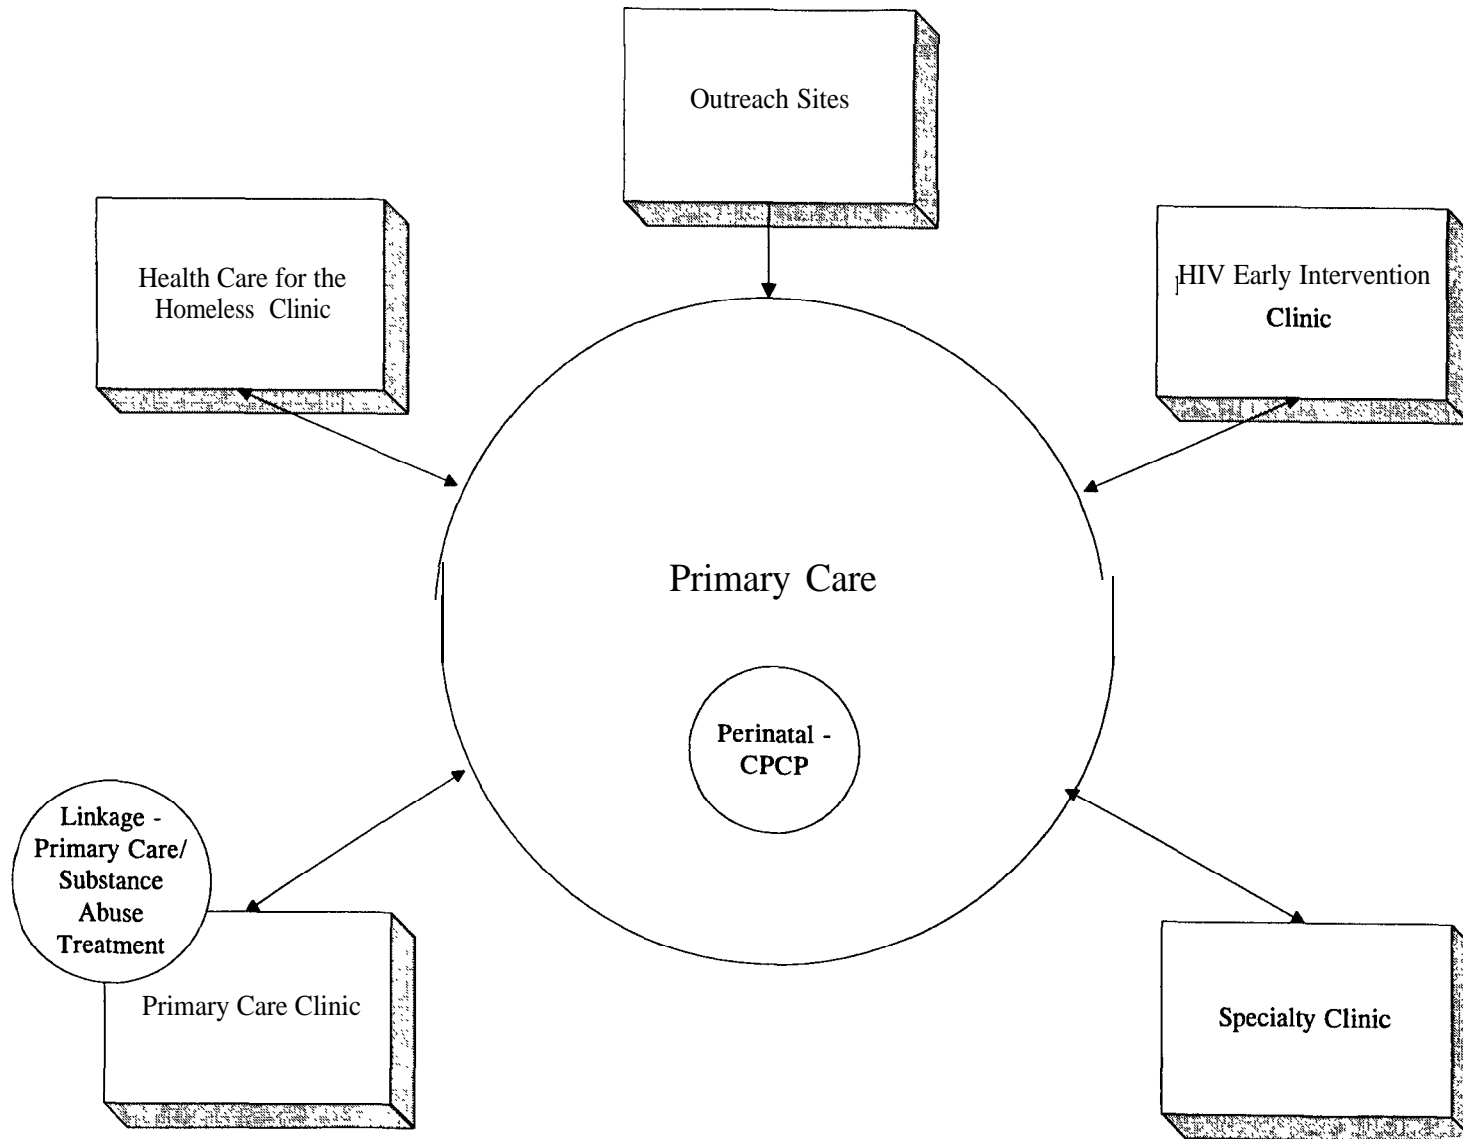 Outreach Sites
Health Care for the
Homeless Clinic
HIV Early Intervention
Clinic
Primary Care
Perinatal -
CPCP
Linkage -
Primary Care/
Substance
Abuse
Treatment
Primary Care Clinic
Specialty Clinic